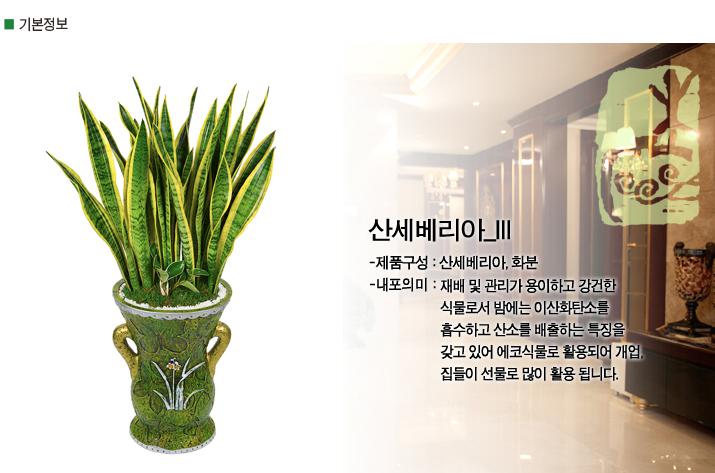 기본정보
산세베리아_III
-제품구성 : 산세베리아, 화분
-내포의미 : 재배 및 관리가 용이하고 강건한
식물로서 밤에는 이산화탄소를
흡수하고 산소를 배출하는 특징을
갖고 있어 에코식물로 활용되어 개업,
집들이 선물로 많이 활용 됩니다.